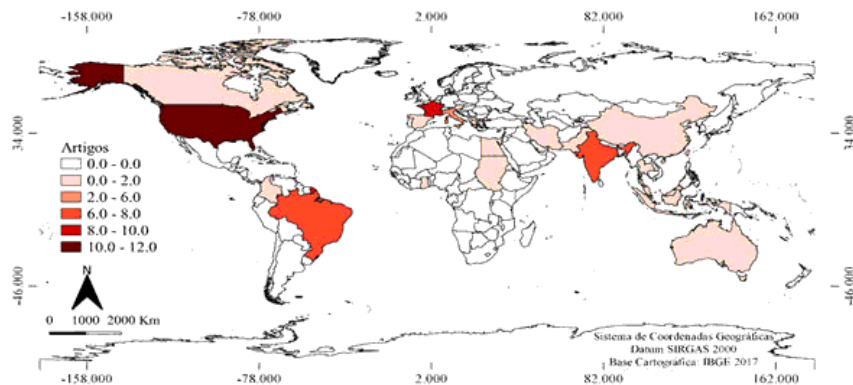 -158.000 -78.000 2.000 82.000 162.000
34.000 34.000
Artigos
0.0 - 0.0
0.0 - 2.0
2.0 - 6.0
6.0 - 8.0
8.0 - 10.0
10.0 - 12.0
-46.000 -46.000
N
0 1000 2000 Km
Sistema de Coordenadas Geográficas
Datum SIRGAS 2000
Base Cartográfica: IBGE 2017
-158.000 -78.000 2.000 82.000 162.000